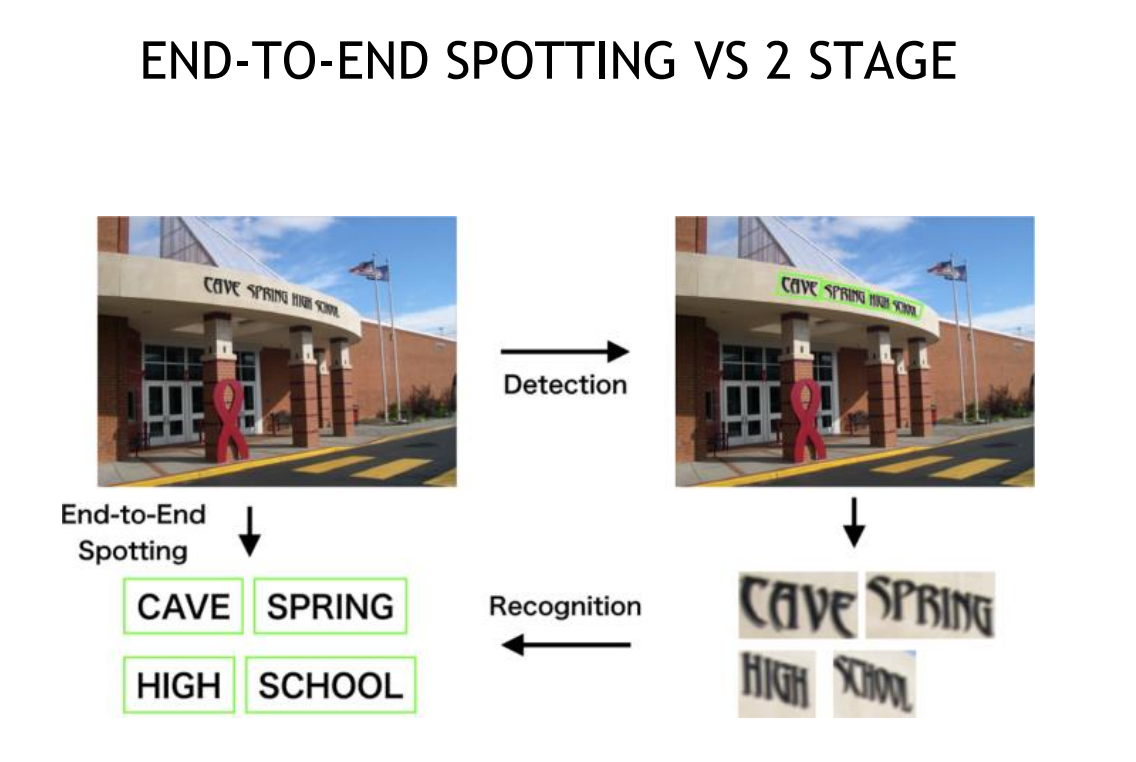 END-TO-END SPOTTING VS 2 STAGE
CAVE SPRING HIGH SCHOOL
CAVE SPRING HIGH SCHOOL
Detection
End-to-End
Spotting
CAVE SPRING
HIGH SCHOOL
Recognition
CAVE SPRING
HIGH SCHOOL